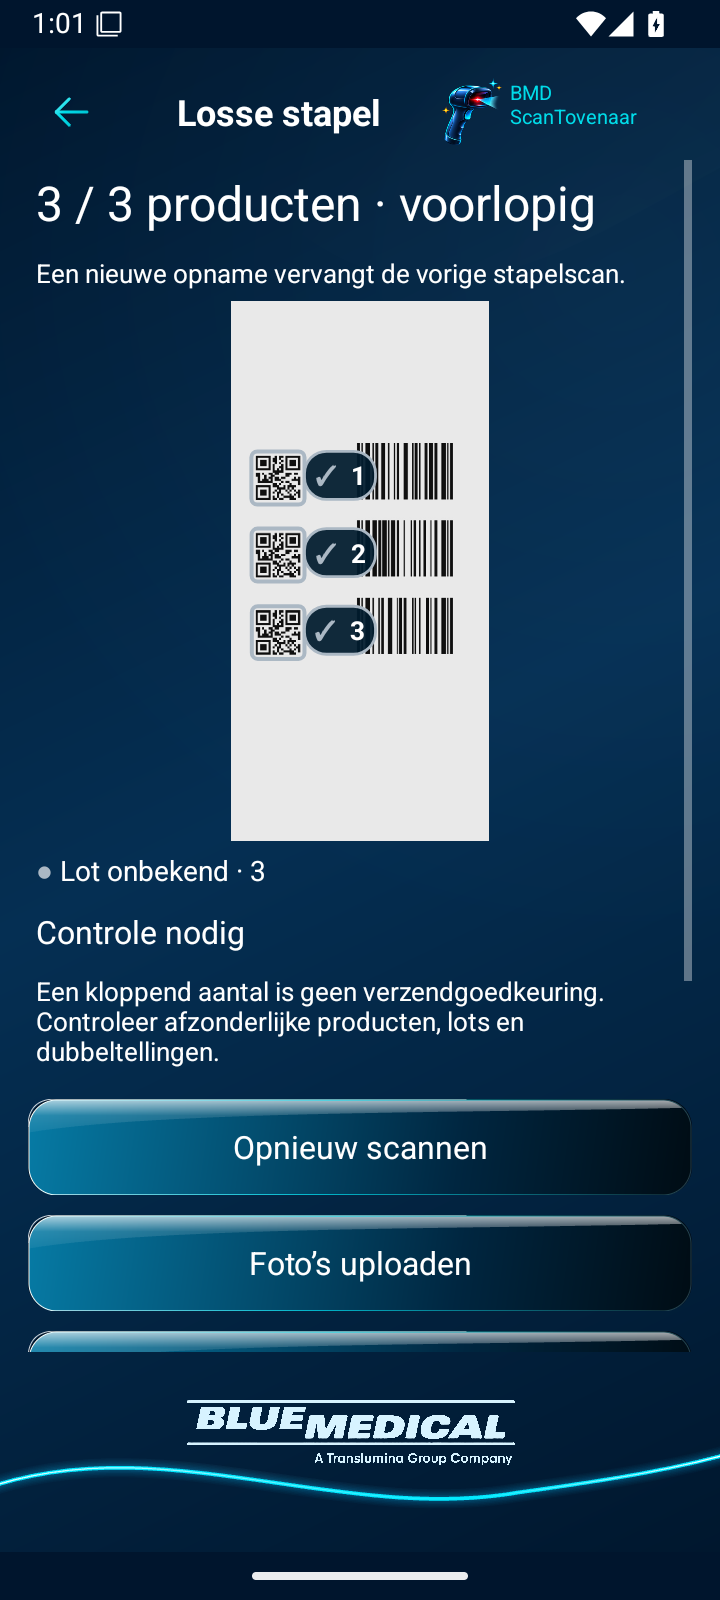 1:01
Losse stapel
BMD
ScanTovenaar
3 / 3 producten · voorlopig
Een nieuwe opname vervangt de vorige stapelscan.
✓ 1
✓ 2
✓ 3
Lot onbekend · 3
Controle nodig
Een kloppend aantal is geen verzendgoedkeuring.
Controleer afzonderlijke producten, lots en
dubbeltellingen.
Opnieuw scannen
Foto’s uploaden
BLUEMEDICAL
A Translumina Group Company